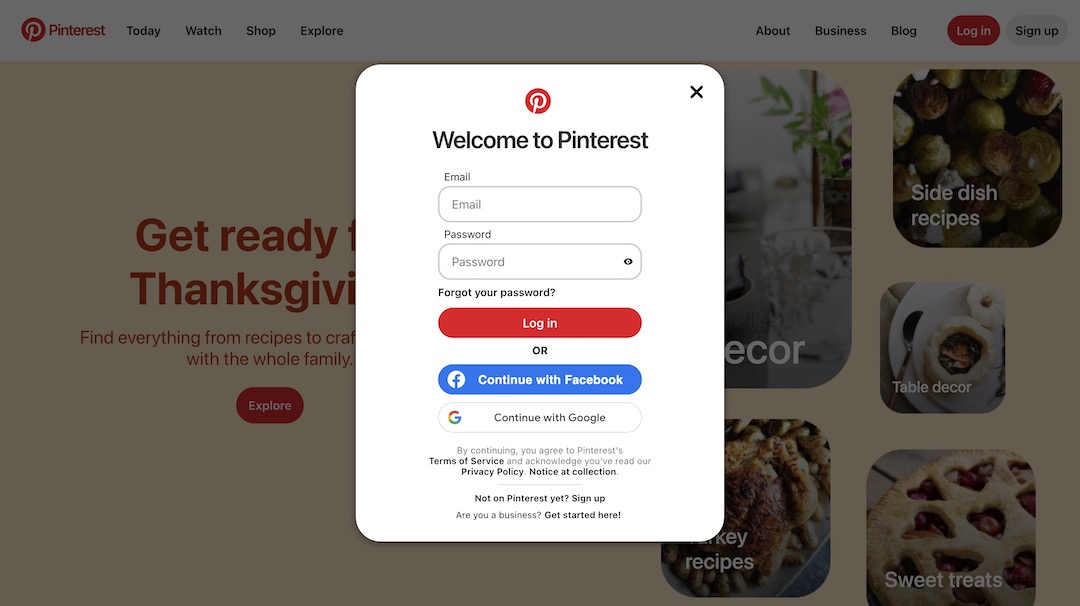 Pinterest
Today
Watch
Shop
Explore
About
Business
Blog
Log in
Sign up
Get ready
Thanksgivi
Find everything from recipes to craf
with the whole family.
Explore
Welcome to Pinterest
Email
Email
Password
Password
Forgot your password?
Log in
OR
Continue with Facebook
Continue with Google
By continuing, you agree to Pinterest's
Terms of Service and acknowledge you've read our
Privacy Policy. Notice at collection.
Not on Pinterest yet? Sign up
Are you a business? Get started here!
ecor
Side dish
recipes
Table decor
Turkey
recipes
Sweet treats